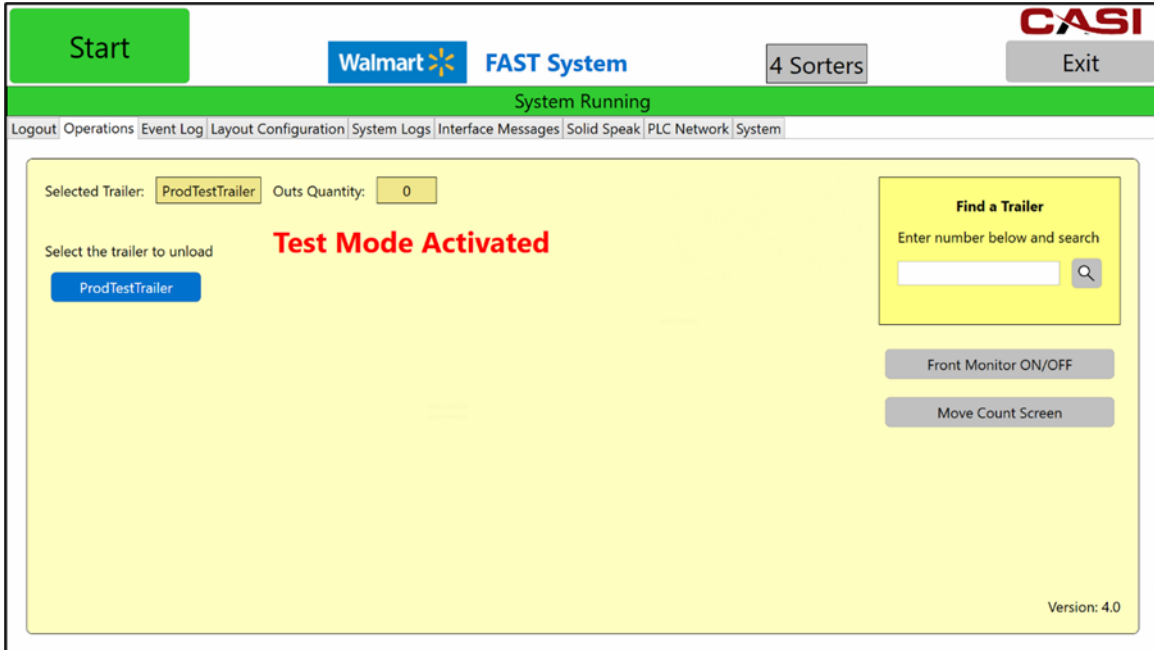 CASI
Start
Walmart
FAST System
4 Sorters
Exit
System Running
Logout Operations Event Log Layout Configuration System Logs Interface Messages Solid Speak PLC Network System
Selected Trailer: ProdTestTrailer Outs Quantity: 0
Find a Trailer
Enter number below and search
Test Mode Activated
Select the trailer to unload
ProdTestTrailer
Front Monitor ON/OFF
Move Count Screen
Version: 4.0